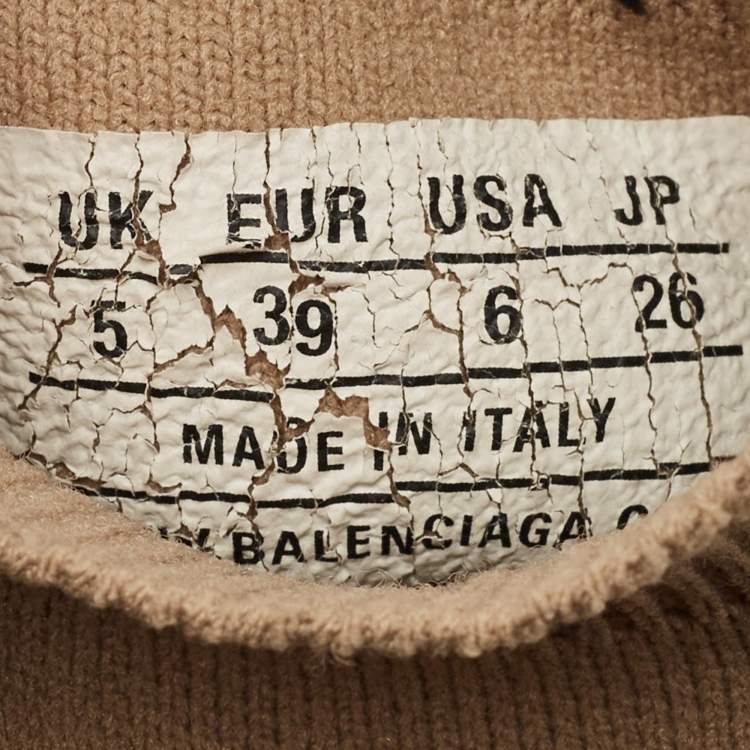 UK EUR USA JP
5 39 6 26
MADE IN ITALY
BALENCIAGA